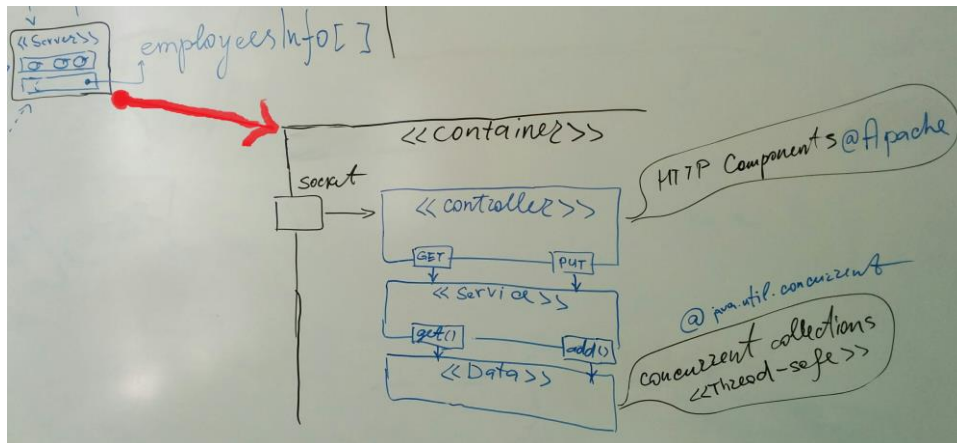 <<Server>>
employeesInfo[]
<<container>>
socket
HTTP Components @Apache
<<controller>>
GET
PUT
<<Service>>
@ java.util.concurrent
get()
add()
concurrent collections
<<Thread-safe>>
<<Data>>